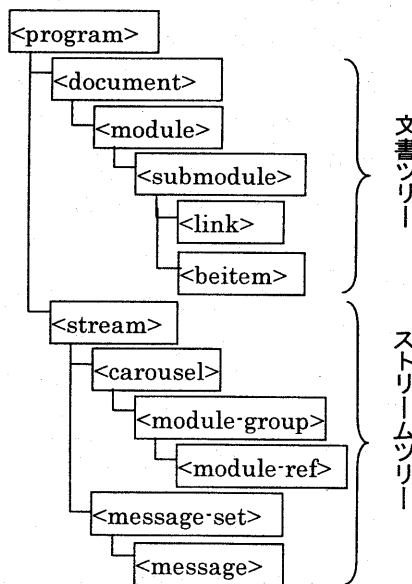 <program>
<document>
<module>
<submodule>
<link>
<beitem>
文書ツリー
<stream>
<carousel>
<module-group>
<module-ref>
<message-set>
<message>
ストリームツリー